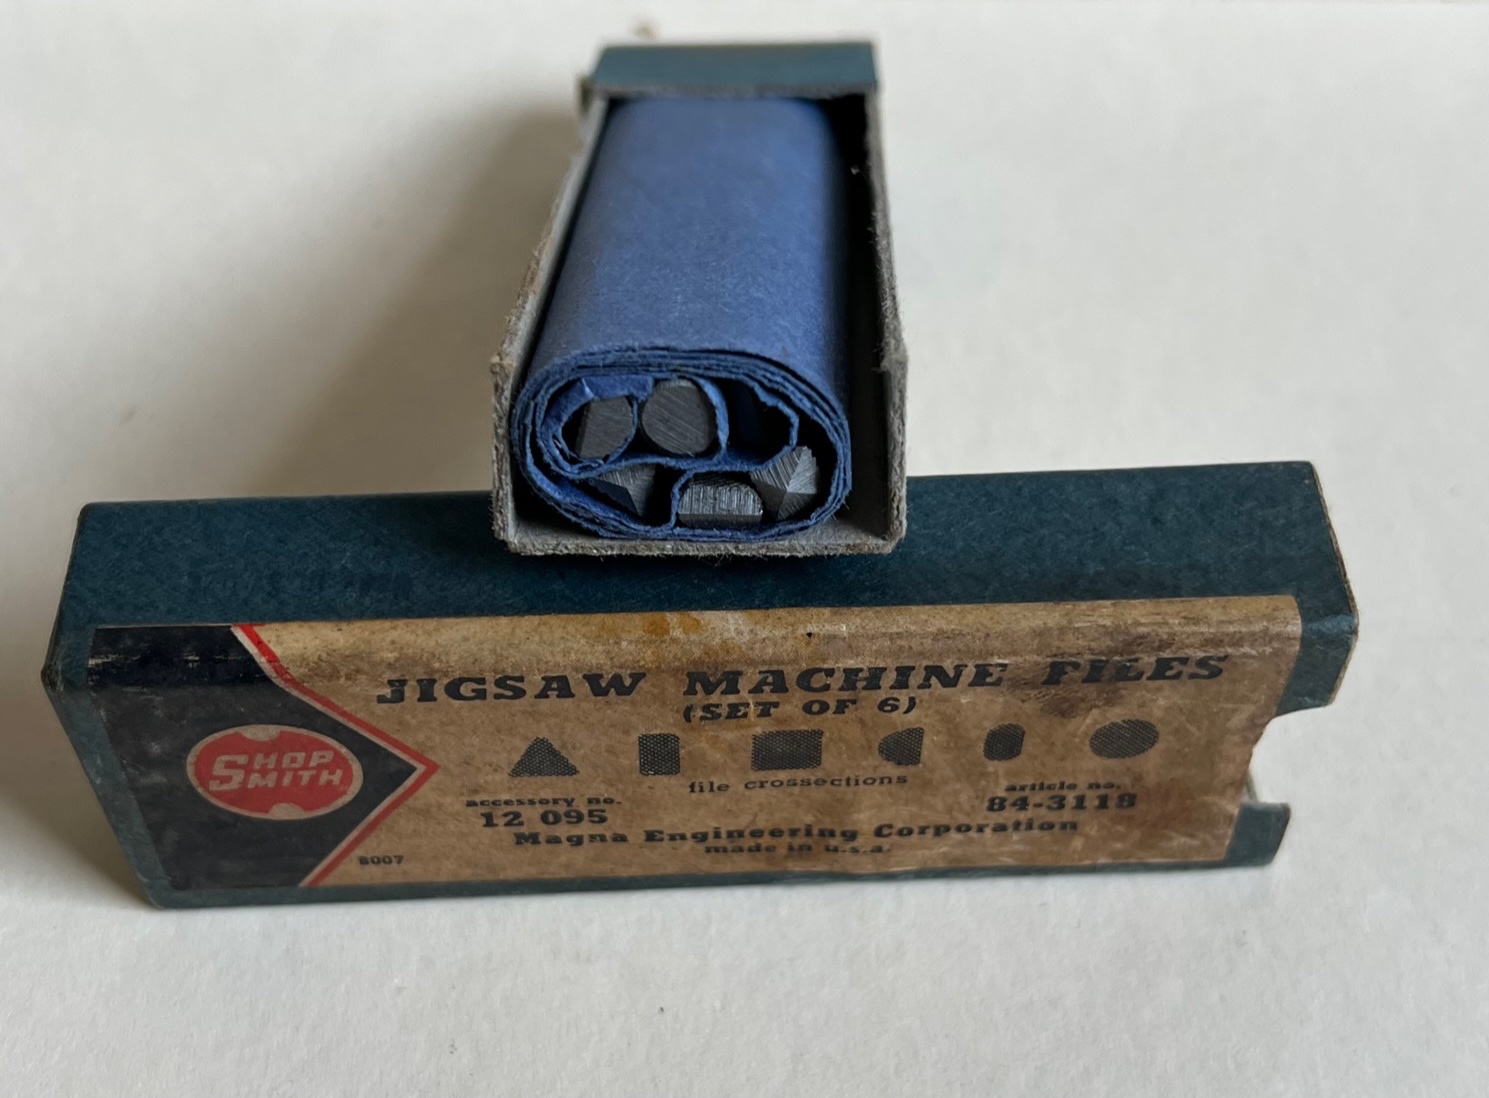 JIGSAW MACHINE FILES
(SET OF 6)
SHOP
SMITH
file crossections
accessory no.
12 095
article no.
84-3118
Magna Engineering Corporation
made in u.s.a.
8007